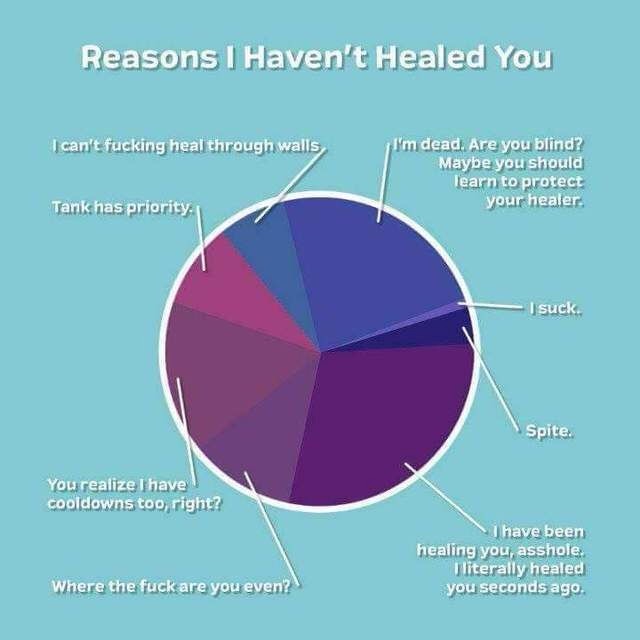 Reasons I Haven't Healed You
I can't fucking heal through walls.
I'm dead. Are you blind?
Maybe you should
learn to protect
your healer.
Tank has priority.
I suck.
Spite.
You realize I have
cooldowns too, right?
I have been
healing you, asshole.
I literally healed
you seconds ago.
Where the fuck are you even?